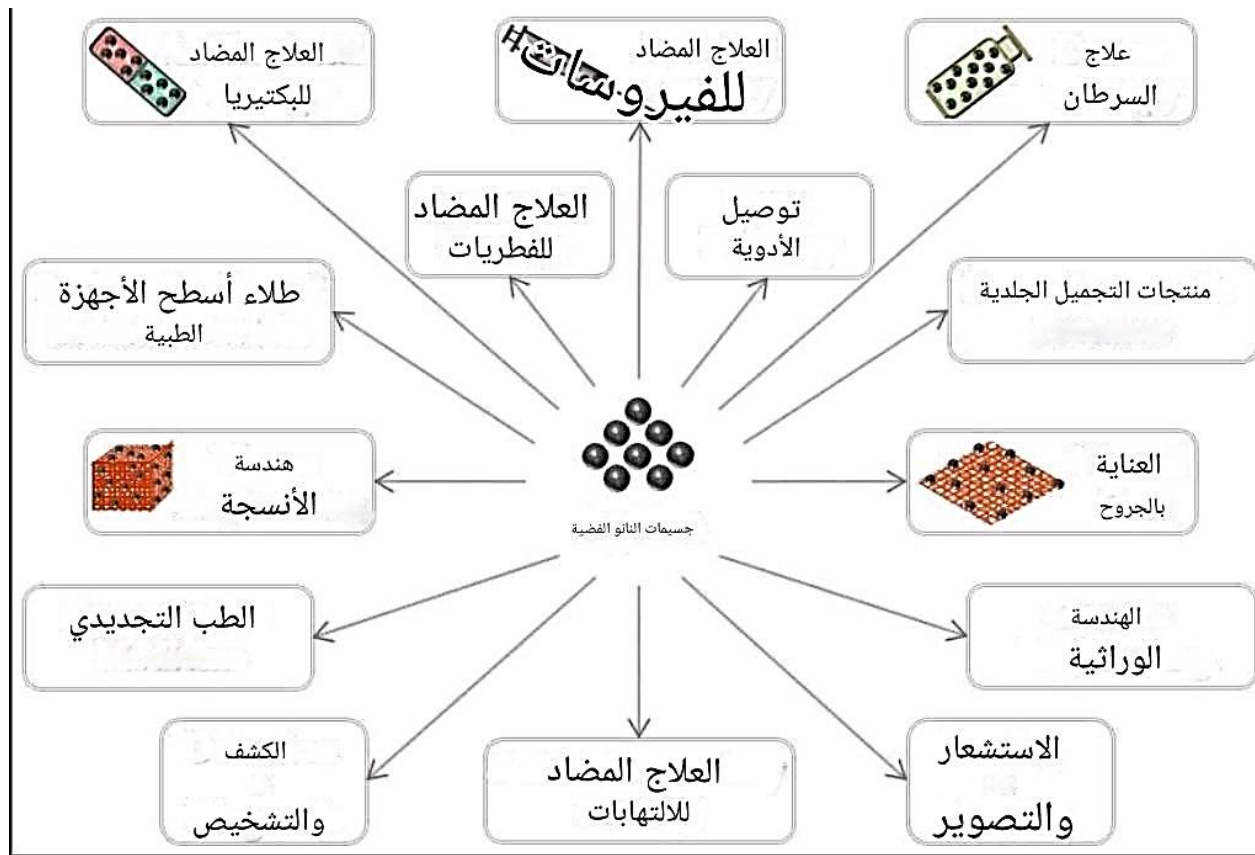 العلاج المضاد
للبكتيريا
العلاج المضاد
للفيروسات
علاج
السرطان
العلاج المضاد
للفطريات
توصيل
الأدوية
طلاء أسطح الأجهزة
الطبية
منتجات التجميل الجلدية
هندسة
الأنسجة
العناية
بالجروح
جسيمات النانو الفضية
الطب التجديدي
الهندسة
الوراثية
الكشف
والتشخيص
العلاج المضاد
للالتهابات
الاستشعار
والتصوير